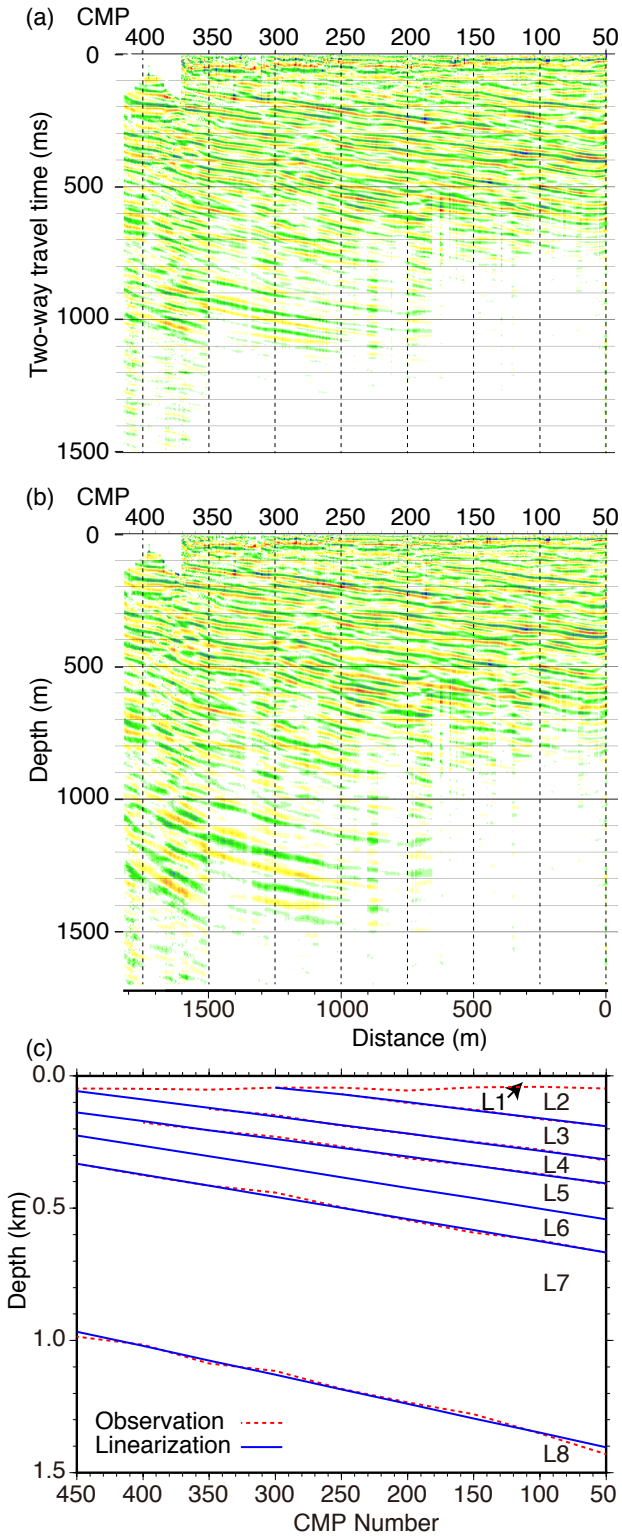 (a) CMP
400 350 300 250 200 150 100 50
0
500
1000
1500
Two-way travel time (ms)
(b) CMP
400 350 300 250 200 150 100 50
0
500
1000
1500
Depth (m)
1500 1000 500 0
Distance (m)
(c)
0.0
0.5
1.0
1.5
Depth (km)
L1
L2
L3
L4
L5
L6
L7
L8
Observation
Linearization
450 400 350 300 250 200 150 100 50
CMP Number